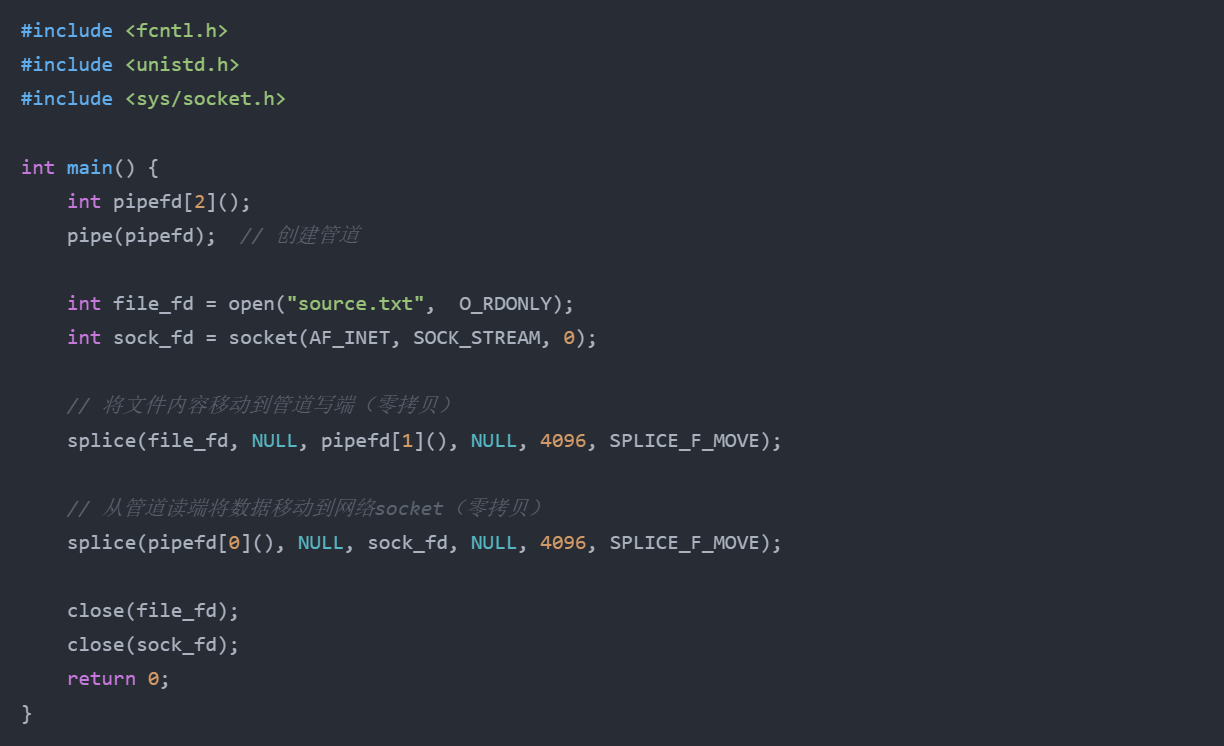 #include <fcntl.h>
#include <unistd.h>
#include <sys/socket.h>

int main() {
    int pipefd[2]();
    pipe(pipefd);  // 创建管道

    int file_fd = open("source.txt",  O_RDONLY);
    int sock_fd = socket(AF_INET, SOCK_STREAM, 0);

    // 将文件内容移动到管道写端（零拷贝）
    splice(file_fd, NULL, pipefd[1](), NULL, 4096, SPLICE_F_MOVE);

    // 从管道读端将数据移动到网络socket（零拷贝）
    splice(pipefd[0](), NULL, sock_fd, NULL, 4096, SPLICE_F_MOVE);

    close(file_fd);
    close(sock_fd);
    return 0;
}